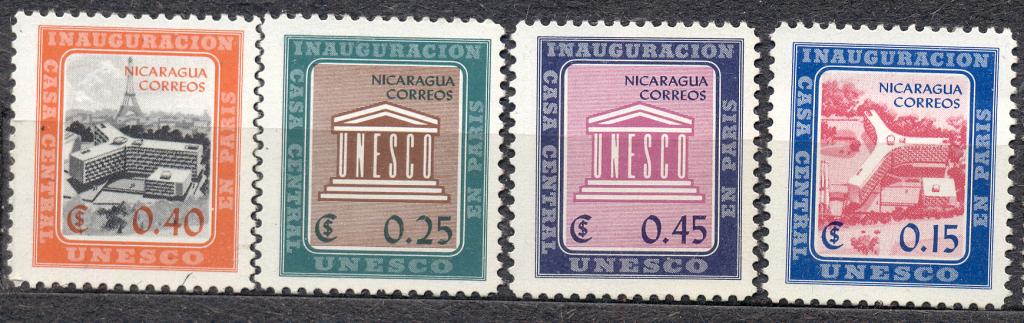 INAUGURACION
CASA CENTRAL
EN PARIS
NICARAGUA
CORREOS
C$ 0.40
UNESCO
INAUGURACION
CASA CENTRAL
EN PARIS
NICARAGUA
CORREOS
UNESCO
C$ 0.25
UNESCO
INAUGURACION
CASA CENTRAL
EN PARIS
NICARAGUA
CORREOS
UNESCO
C$ 0.45
UNESCO
INAUGURACION
CASA CENTRAL
EN PARIS
NICARAGUA
CORREOS
C$ 0.15
UNESCO